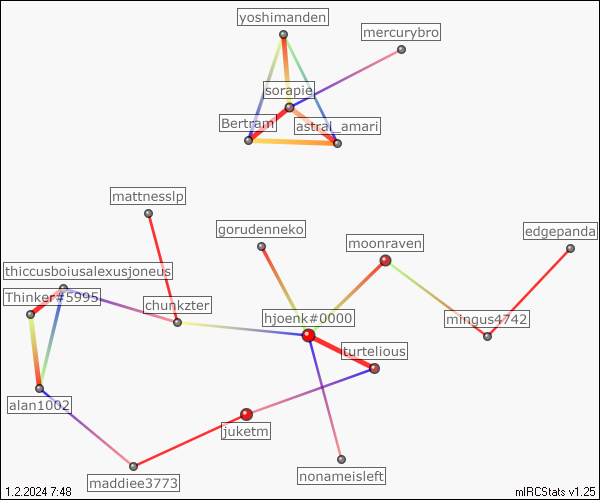 yoshimanden
mercurybro
sorapie
Bertram
astral_amari
mattnesslp
gorudenneko
edgepanda
moonraven
thiccusboiusalexusjoneus
Thinker#5995
chunkzter
hjoenk#0000
mingus4742
turtelious
alan1002
juketm
maddiee3773
nonameisleft
1.2.2024 7:48
mIRCStats v1.25